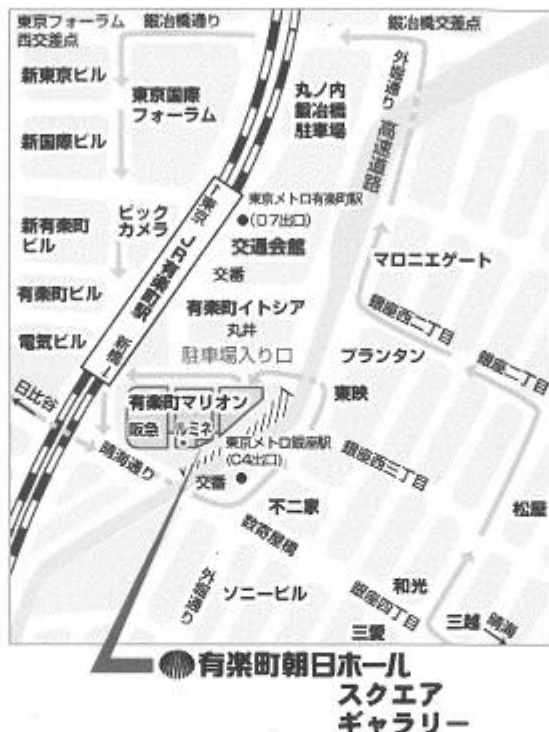 東京フォーラム
西交差点
鍛冶橋通り
鍛冶橋交差点
新東京ビル
東京国際
フォーラム
丸ノ内
鍛冶橋
駐車場
外堀通り
高速道路
新国際ビル
東京メトロ有楽町駅
(D7出口)
新有楽町
ビル
ビック
カメラ
←東京 JR有楽町駅 新橋→
交通会館
交番
マロニエゲート
有楽町ビル
有楽町イトシア
丸井
銀座西二丁目
銀座二丁目
電気ビル
駐車場入り口
プランタン
日比谷
有楽町マリオン
東映
阪急
ルミネ
東京メトロ銀座駅
(C4出口)
晴海通り
銀座西三丁目
交番
不二家
松屋
数寄屋橋
外堀通り
ソニービル
和光
銀座四丁目
三愛
三越
晴海
有楽町朝日ホール
スクエア
ギャラリー